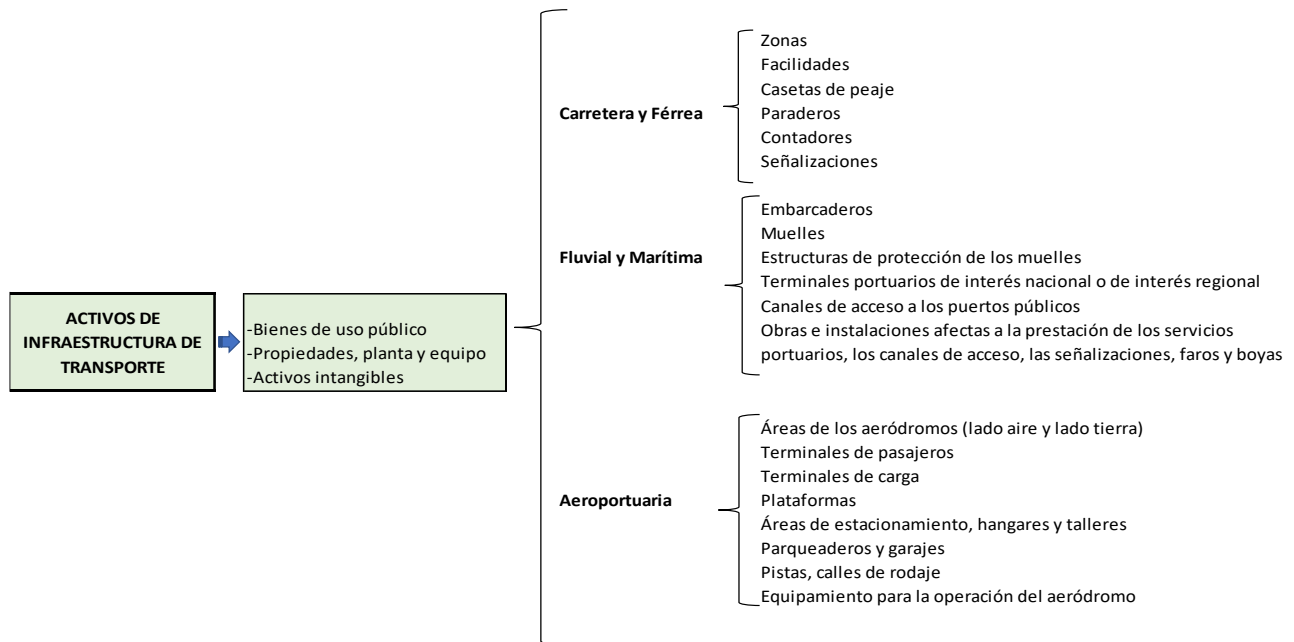 ACTIVOS DE
INFRAESTRUCTURA DE
TRANSPORTE
-Bienes de uso público
-Propiedades, planta y equipo
-Activos intangibles
Carretera y Férrea
Zonas
Facilidades
Casetas de peaje
Paraderos
Contadores
Señalizaciones
Fluvial y Marítima
Embarcaderos
Muelles
Estructuras de protección de los muelles
Terminales portuarios de interés nacional o de interés regional
Canales de acceso a los puertos públicos
Obras e instalaciones afectas a la prestación de los servicios
portuarios, los canales de acceso, las señalizaciones, faros y boyas
Aeroportuaria
Áreas de los aeródromos (lado aire y lado tierra)
Terminales de pasajeros
Terminales de carga
Plataformas
Áreas de estacionamiento, hangares y talleres
Parqueaderos y garajes
Pistas, calles de rodaje
Equipamiento para la operación del aeródromo